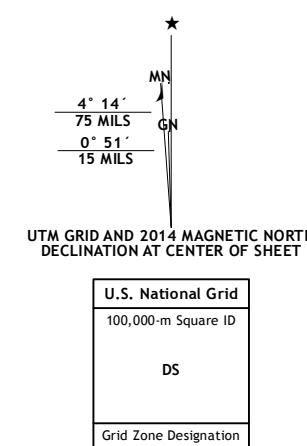 ★
MN
4° 14´
75 MILS
GN
0° 51´
15 MILS
UTM GRID AND 2014 MAGNETIC NORTH
DECLINATION AT CENTER OF SHEET
U.S. National Grid
100,000-m Square ID
DS
Grid Zone Designation